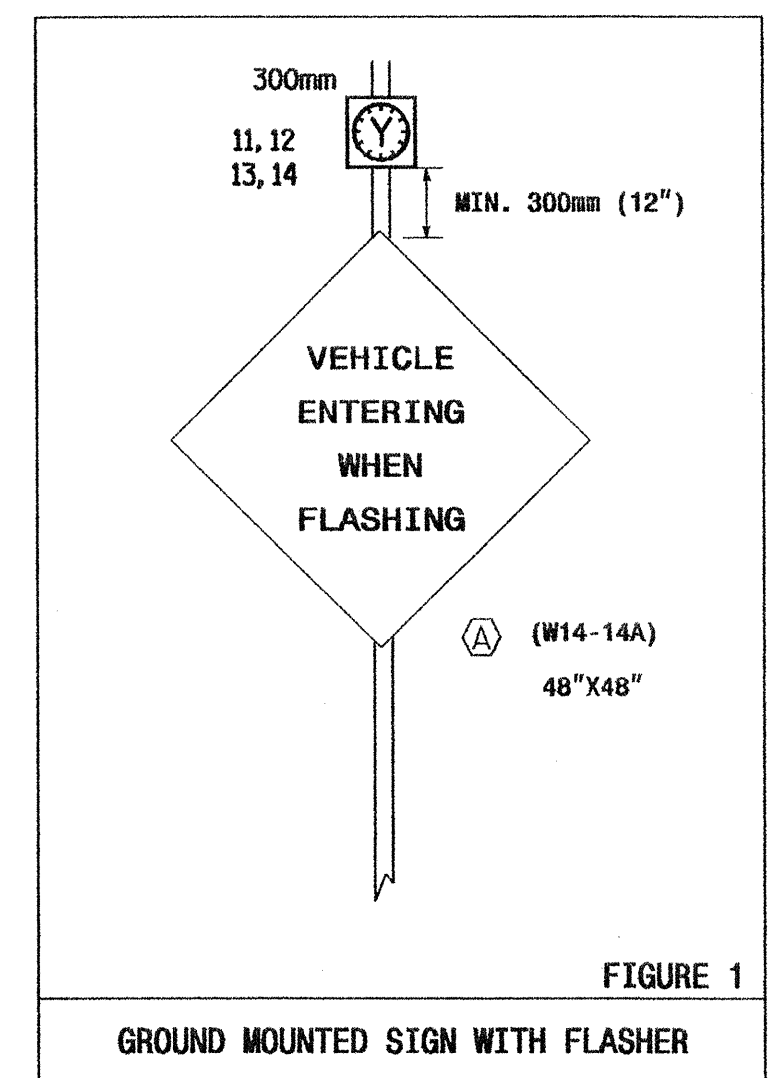 300mm
Y
11, 12
13, 14
MIN. 300mm (12")
VEHICLE
ENTERING
WHEN
FLASHING
A (W14-14A)
48"X48"
FIGURE 1
GROUND MOUNTED SIGN WITH FLASHER